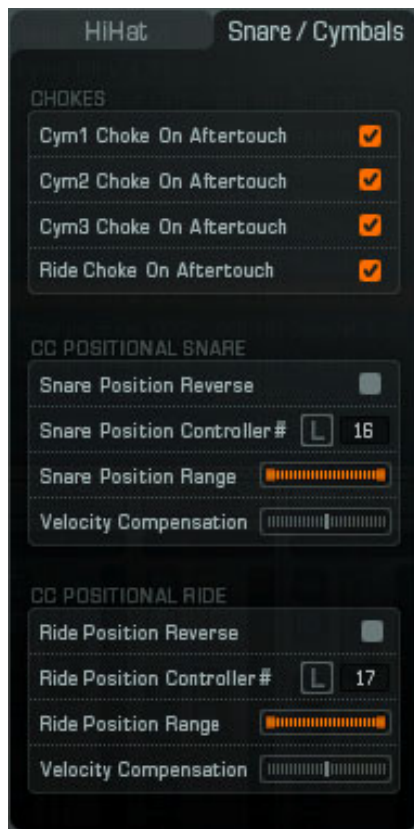 HiHat Snare / Cymbals
CHOKES
Cym1 Choke On Aftertouch
Cym2 Choke On Aftertouch
Cym3 Choke On Aftertouch
Ride Choke On Aftertouch
CC POSITIONAL SNARE
Snare Position Reverse
Snare Position Controller# L 16
Snare Position Range
Velocity Compensation
CC POSITIONAL RIDE
Ride Position Reverse
Ride Position Controller# L 17
Ride Position Range
Velocity Compensation